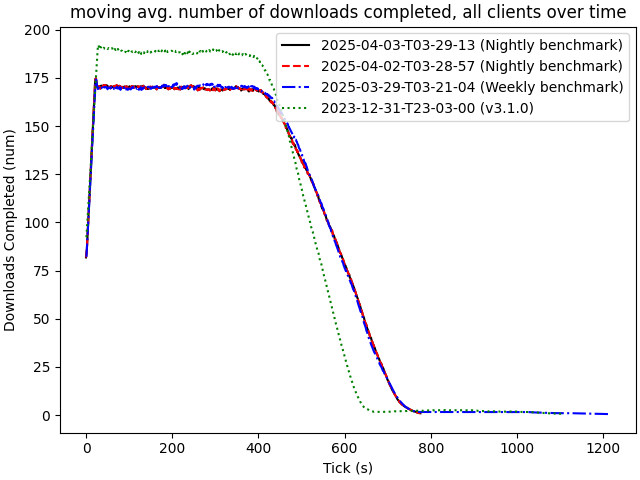 moving avg. number of downloads completed, all clients over time
2025-04-03-T03-29-13 (Nightly benchmark)
2025-04-02-T03-28-57 (Nightly benchmark)
2025-03-29-T03-21-04 (Weekly benchmark)
2023-12-31-T23-03-00 (v3.1.0)
Downloads Completed (num)
200
175
150
125
100
75
50
25
0
0 200 400 600 800 1000 1200
Tick (s)